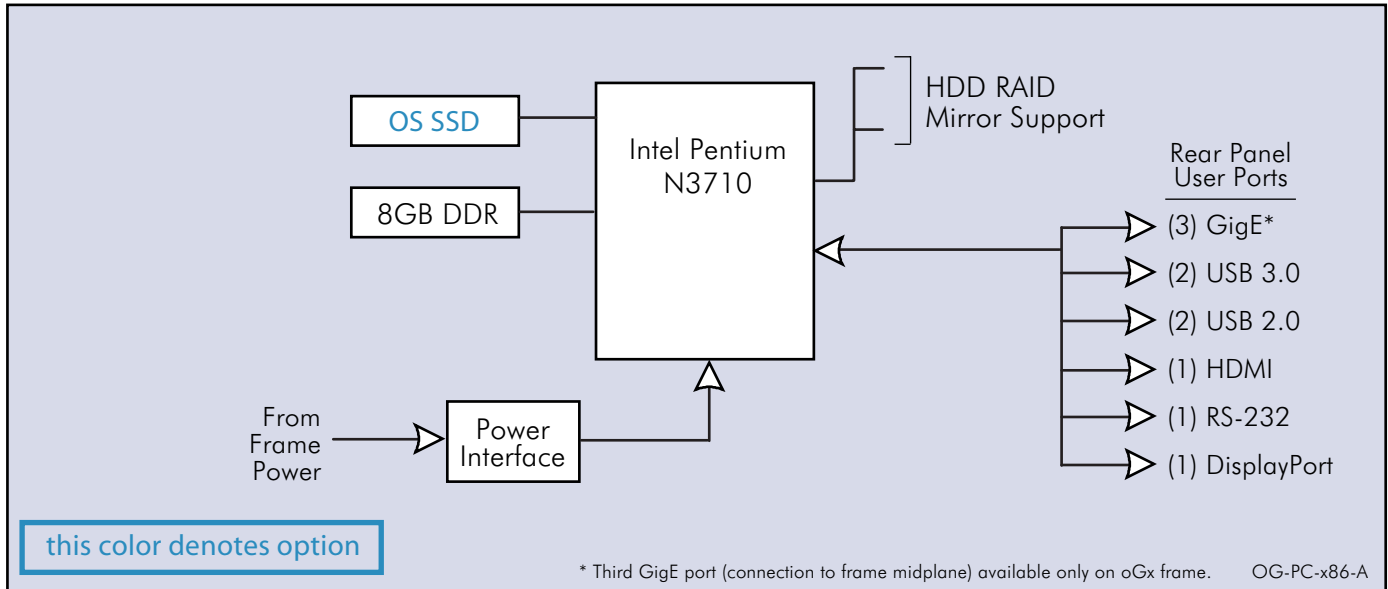 OS SSD
8GB DDR
Intel Pentium
N3710
HDD RAID
Mirror Support
Rear Panel
User Ports
(3) GigE*
(2) USB 3.0
(2) USB 2.0
(1) HDMI
(1) RS-232
(1) DisplayPort
From
Frame
Power
Power
Interface
this color denotes option
* Third GigE port (connection to frame midplane) available only on oGx frame.
OG-PC-x86-A